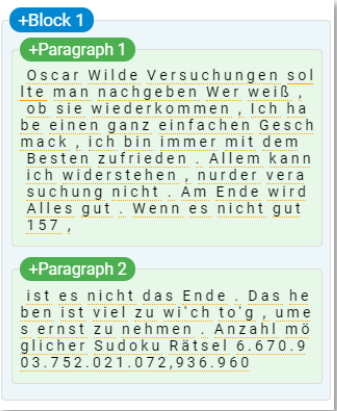 +Block 1
+Paragraph 1
Oscar Wilde Versuchungen sol
lte man nachgeben Wer weiß ,
ob sie wiederkommen , Ich ha
be einen ganz einfachen Gesch
mack , ich bin immer mit dem
Besten zufrieden . Allem kann
ich widerstehen , nurder vera
suchung nicht . Am Ende wird
Alles gut . Wenn es nicht gut
157 ,
+Paragraph 2
ist es nicht das Ende . Das he
ben ist viel zu wi'ch to'g , ume
s ernst zu nehmen . Anzahl mö
glicher Sudoku Rätsel 6.670.9
03.752.021.072,936.960